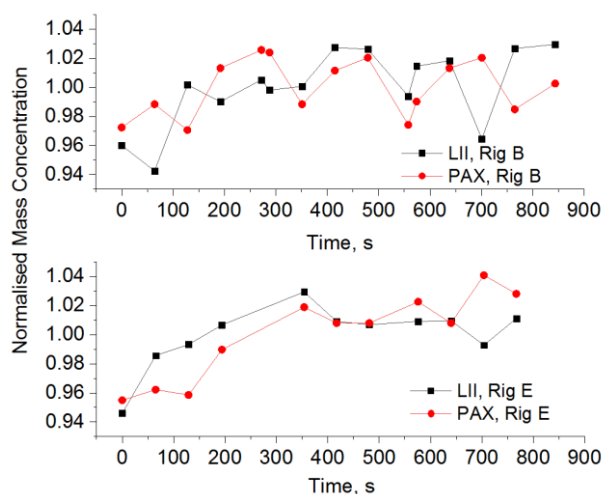 Normalised Mass Concentration
1.04
1.02
1.00
0.98
0.96
0.94
LII, Rig B
PAX, Rig B
0 100 200 300 400 500 600 700 800 900
Time, s
1.04
1.02
1.00
0.98
0.96
0.94
LII, Rig E
PAX, Rig E
0 100 200 300 400 500 600 700 800 900
Time, s